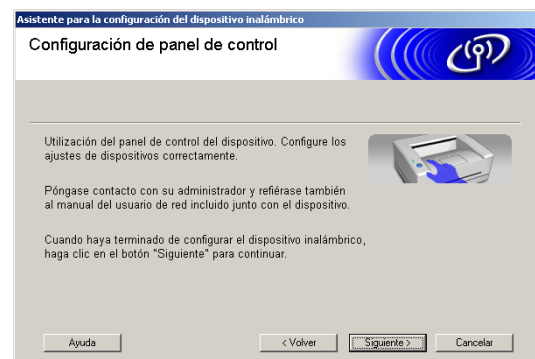 Asistente para la configuración del dispositivo inalámbrico
Configuración de panel de control
Utilización del panel de control del dispositivo. Configure los
ajustes de dispositivos correctamente.
Póngase contacto con su administrador y refiérase también
al manual del usuario de red incluido junto con el dispositivo.
Cuando haya terminado de configurar el dispositivo inalámbrico,
haga clic en el botón "Siguiente" para continuar.
Ayuda
< Volver
Siguiente >
Cancelar